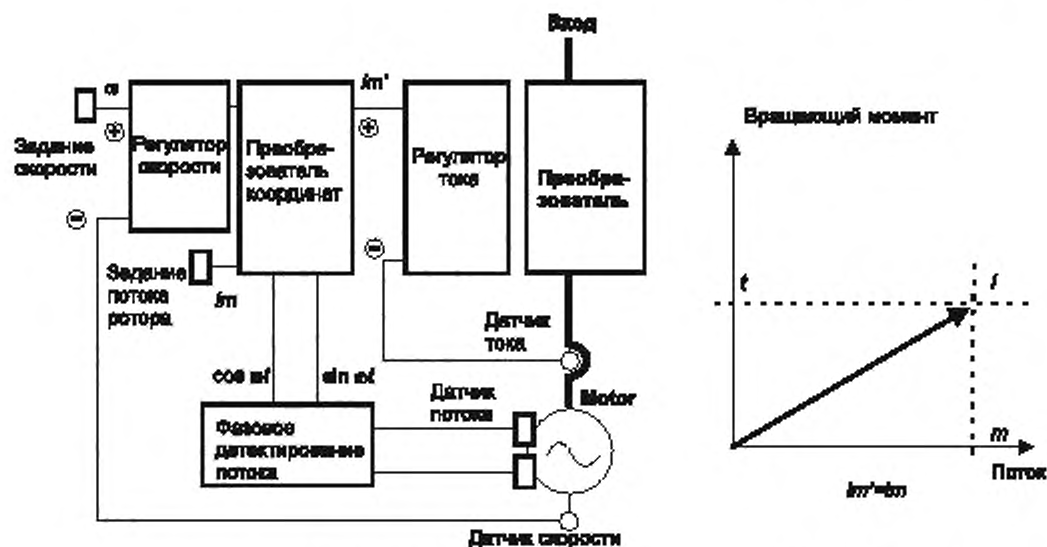 Вход
ω
im'
Задание
скорости
Регулятор
скорости
Преобра-
зователь
координат
Регулятор
тока
Преобра-
зователь
Задание
потока
ротора
im
Датчик
тока
cos ωt
sin ωt
Датчик
потока
Motor
Фазовое
детектирование
потока
Датчик скорости
Вращающий момент
t
i
m
Поток
im'=im